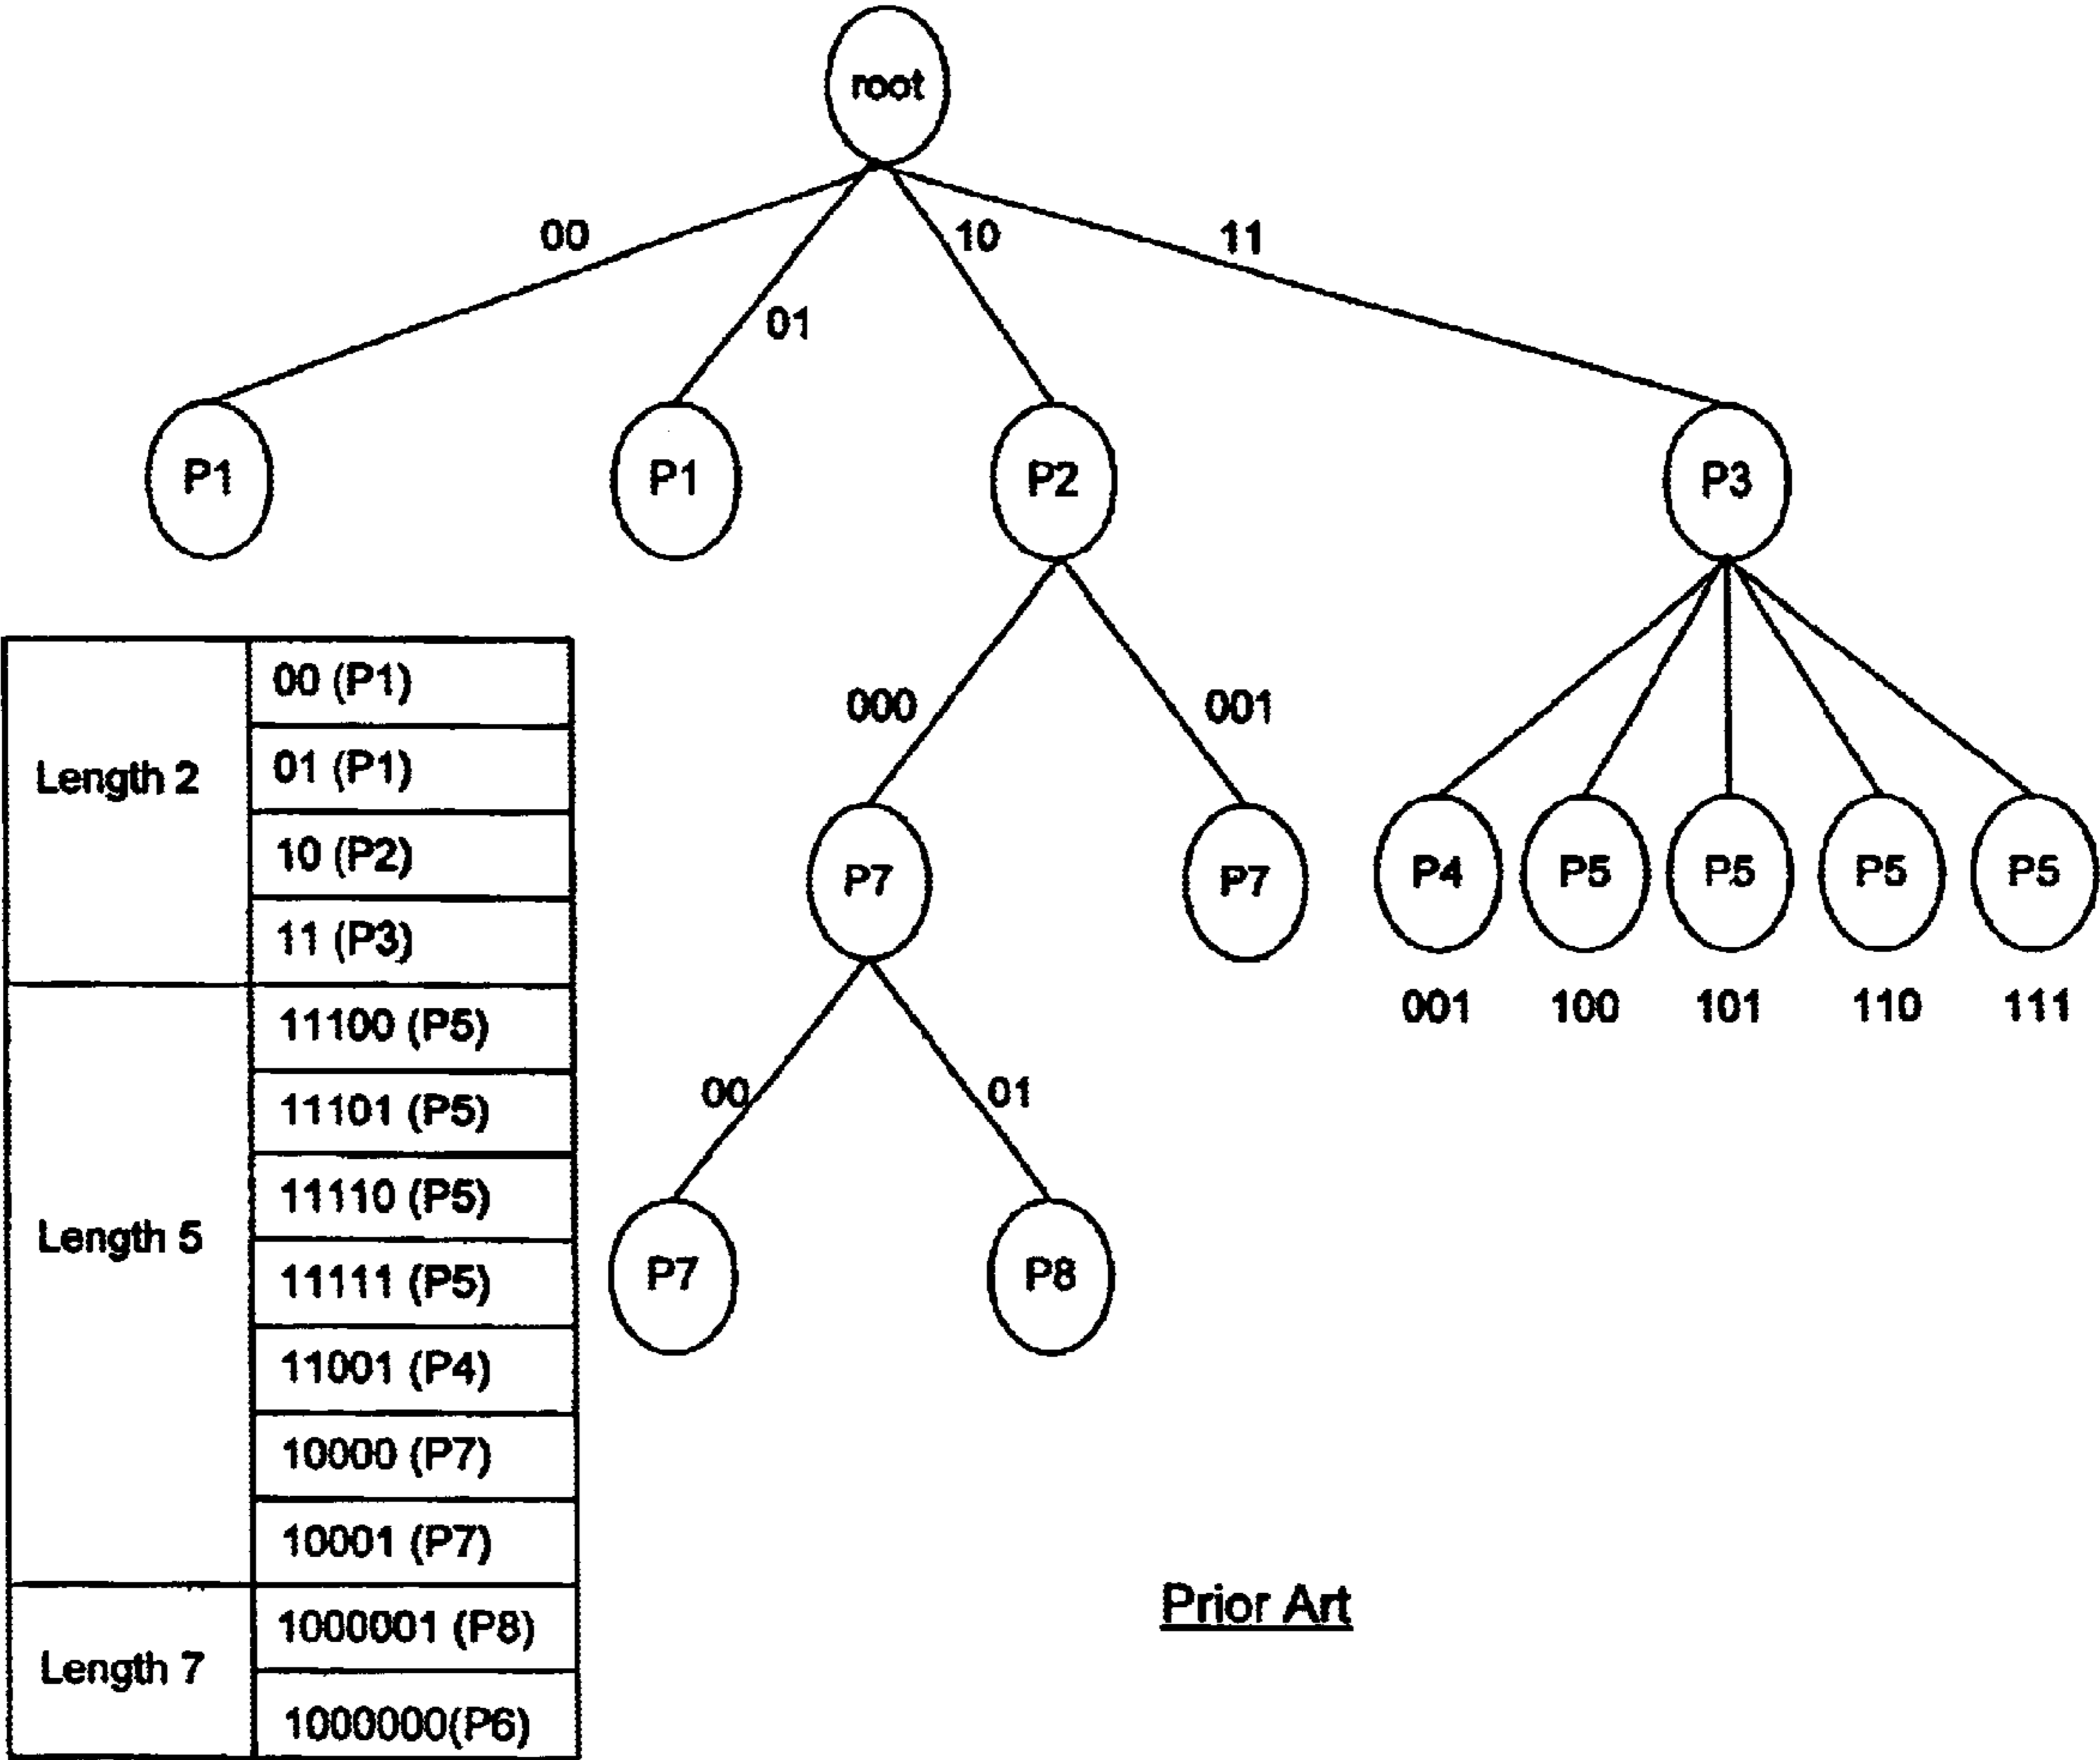 root
00
10
11
01
P1
P1
P2
P3
000
001
P7
P7
P4
P5
P5
P5
P5
001
100
101
110
111
00
01
P7
P8
Length 2
00 (P1)
01 (P1)
10 (P2)
11 (P3)
Length 5
11100 (P5)
11101 (P5)
11110 (P5)
11111 (P5)
11001 (P4)
10000 (P7)
10001 (P7)
Length 7
1000001 (P8)
1000000(P6)
Prior Art